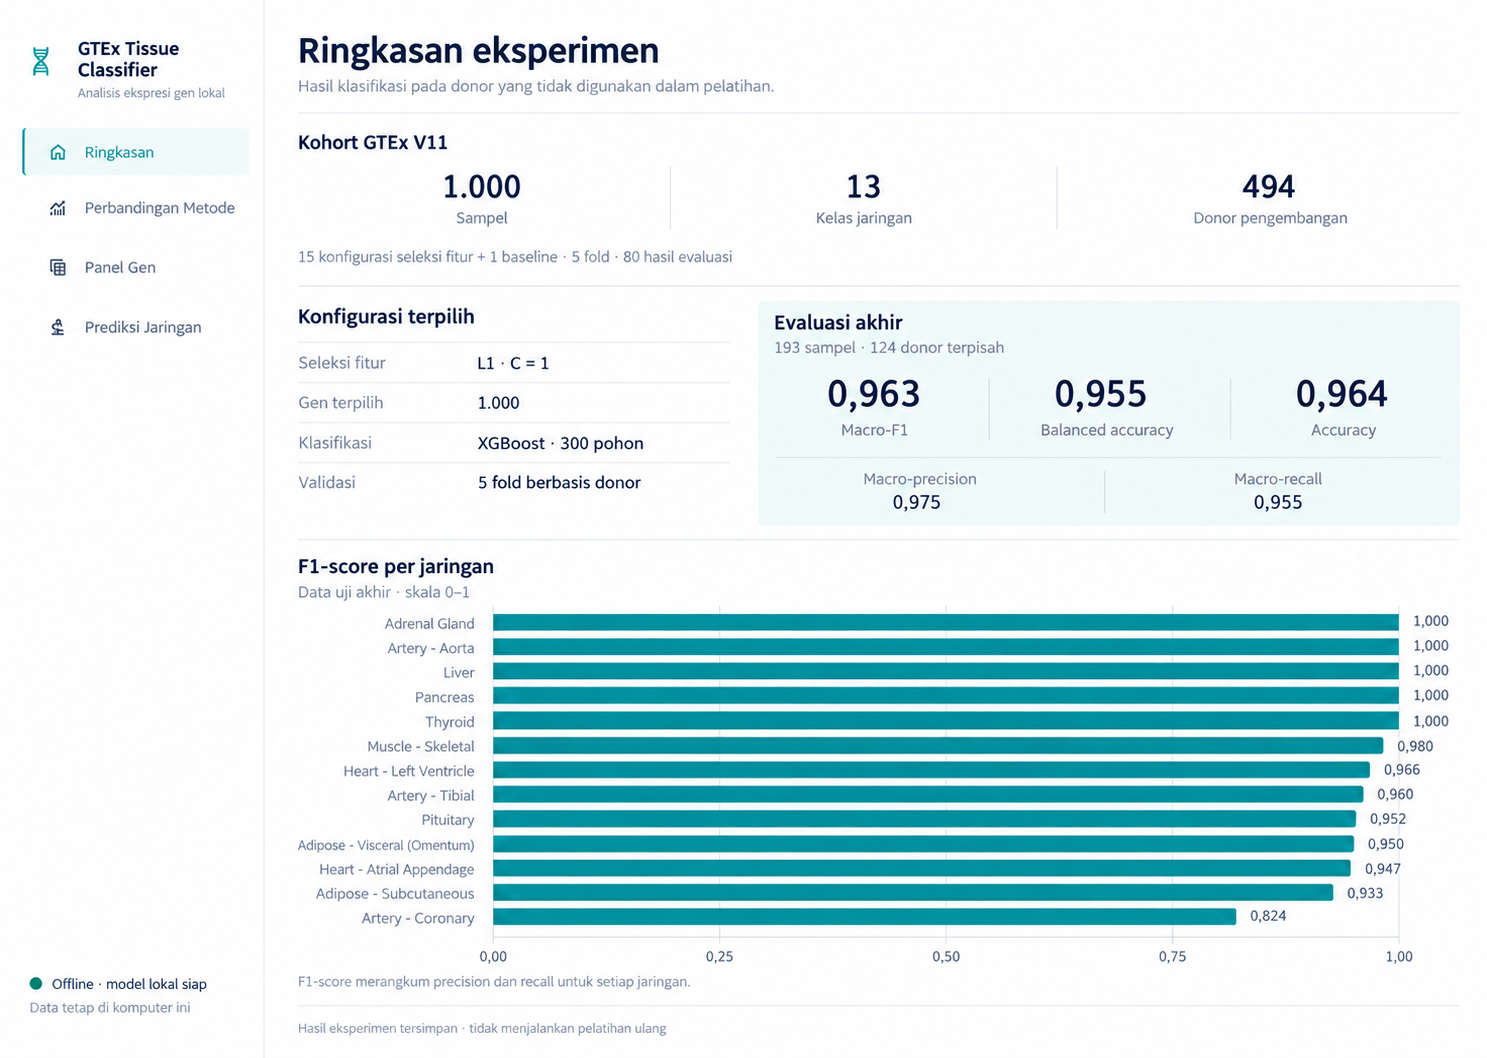 GTEx Tissue
Classifier
Analisis ekspresi gen lokal
Ringkasan
Perbandingan Metode
Panel Gen
Prediksi Jaringan
Offline · model lokal siap
Data tetap di komputer ini
Ringkasan eksperimen
Hasil klasifikasi pada donor yang tidak digunakan dalam pelatihan.
Kohort GTEx V11
1.000
Sampel
13
Kelas jaringan
494
Donor pengembangan
15 konfigurasi seleksi fitur + 1 baseline · 5 fold · 80 hasil evaluasi
Konfigurasi terpilih
Seleksi fitur L1 · C = 1
Gen terpilih 1.000
Klasifikasi XGBoost · 300 pohon
Validasi 5 fold berbasis donor
Evaluasi akhir
193 sampel · 124 donor terpisah
0,963
Macro-F1
0,955
Balanced accuracy
0,964
Accuracy
Macro-precision
0,975
Macro-recall
0,955
F1-score per jaringan
Data uji akhir · skala 0–1
Adrenal Gland 1,000
Artery - Aorta 1,000
Liver 1,000
Pancreas 1,000
Thyroid 1,000
Muscle - Skeletal 0,980
Heart - Left Ventricle 0,966
Artery - Tibial 0,960
Pituitary 0,952
Adipose - Visceral (Omentum) 0,950
Heart - Atrial Appendage 0,947
Adipose - Subcutaneous 0,933
Artery - Coronary 0,824
0,00 0,25 0,50 0,75 1,00
F1-score merangkum precision dan recall untuk setiap jaringan.
Hasil eksperimen tersimpan · tidak menjalankan pelatihan ulang